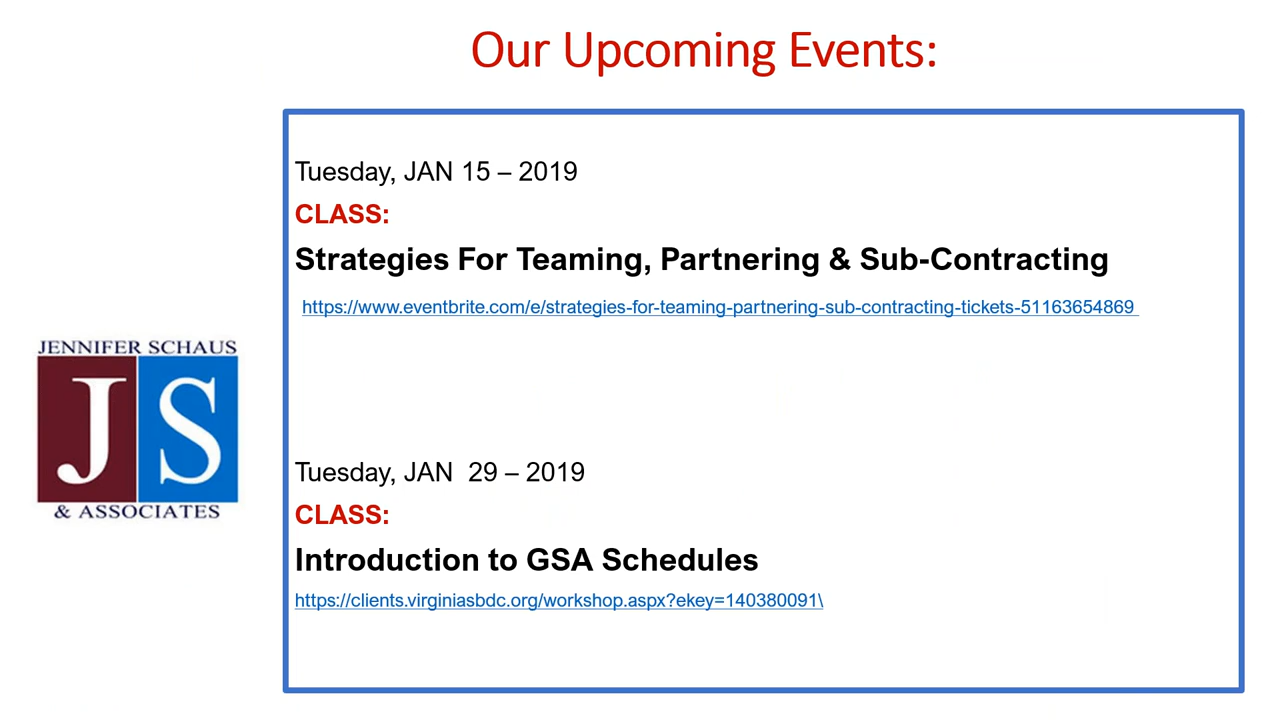 Our Upcoming Events:
Tuesday, JAN 15 – 2019
CLASS:
Strategies For Teaming, Partnering & Sub-Contracting
https://www.eventbrite.com/e/strategies-for-teaming-partnering-sub-contracting-tickets-51163654869
JENNIFER SCHAUS
JS
& ASSOCIATES
Tuesday, JAN  29 – 2019
CLASS:
Introduction to GSA Schedules
https://clients.virginiasbdc.org/workshop.aspx?ekey=140380091\